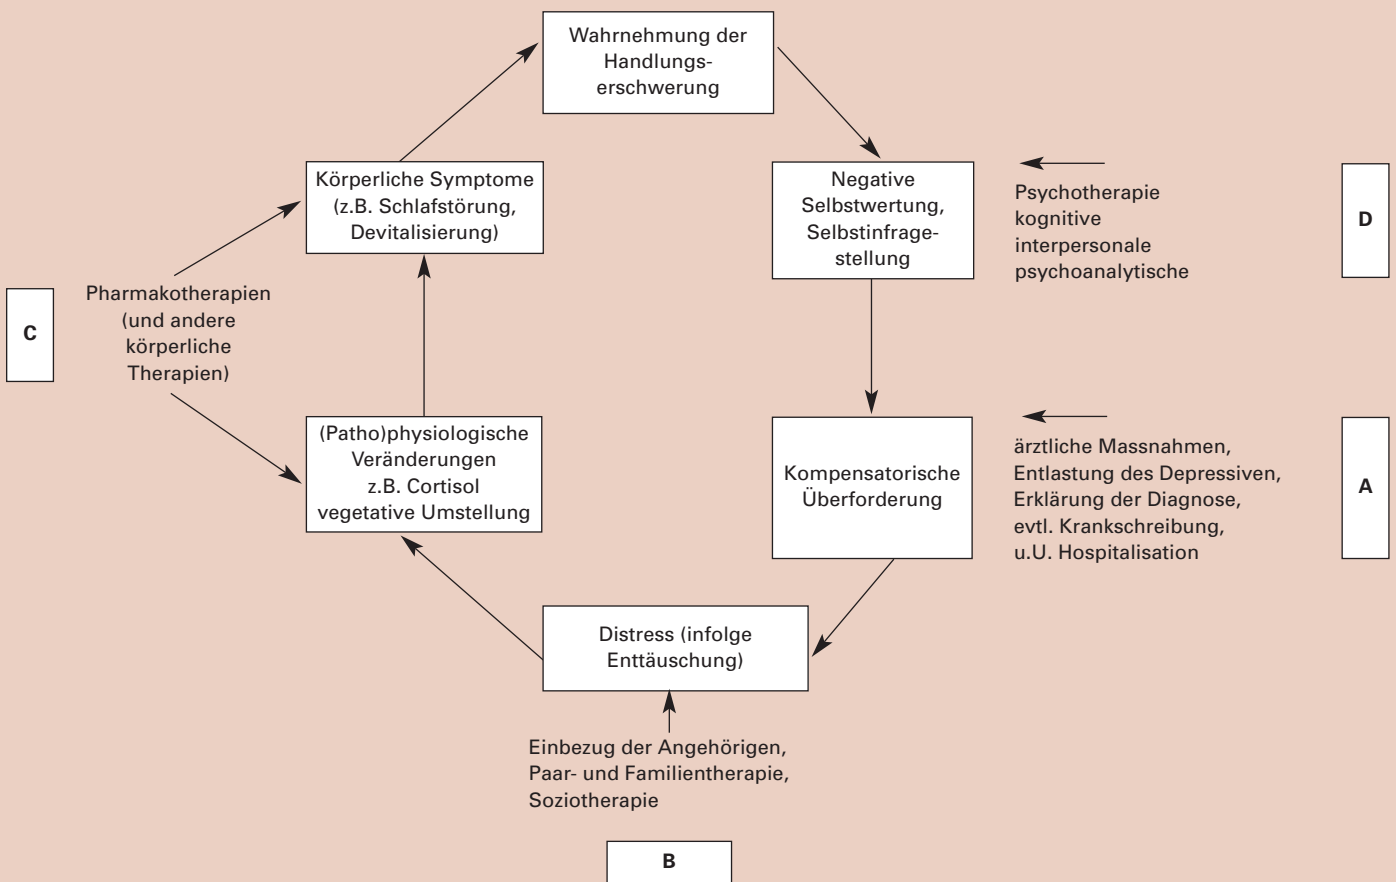 Wahrnehmung der
Handlungs-
erschwerung
Körperliche Symptome
(z.B. Schlafstörung,
Devitalisierung)
Negative
Selbstwertung,
Selbstinfrage-
stellung
Psychotherapie
kognitive
interpersonale
psychoanalytische
D
C
Pharmakotherapien
(und andere
körperliche
Therapien)
(Patho)physiologische
Veränderungen
z.B. Cortisol
vegetative Umstellung
Kompensatorische
Überforderung
ärztliche Massnahmen,
Entlastung des Depressiven,
Erklärung der Diagnose,
evtl. Krankschreibung,
u.U. Hospitalisation
A
Distress (infolge
Enttäuschung)
Einbezug der Angehörigen,
Paar- und Familientherapie,
Soziotherapie
B